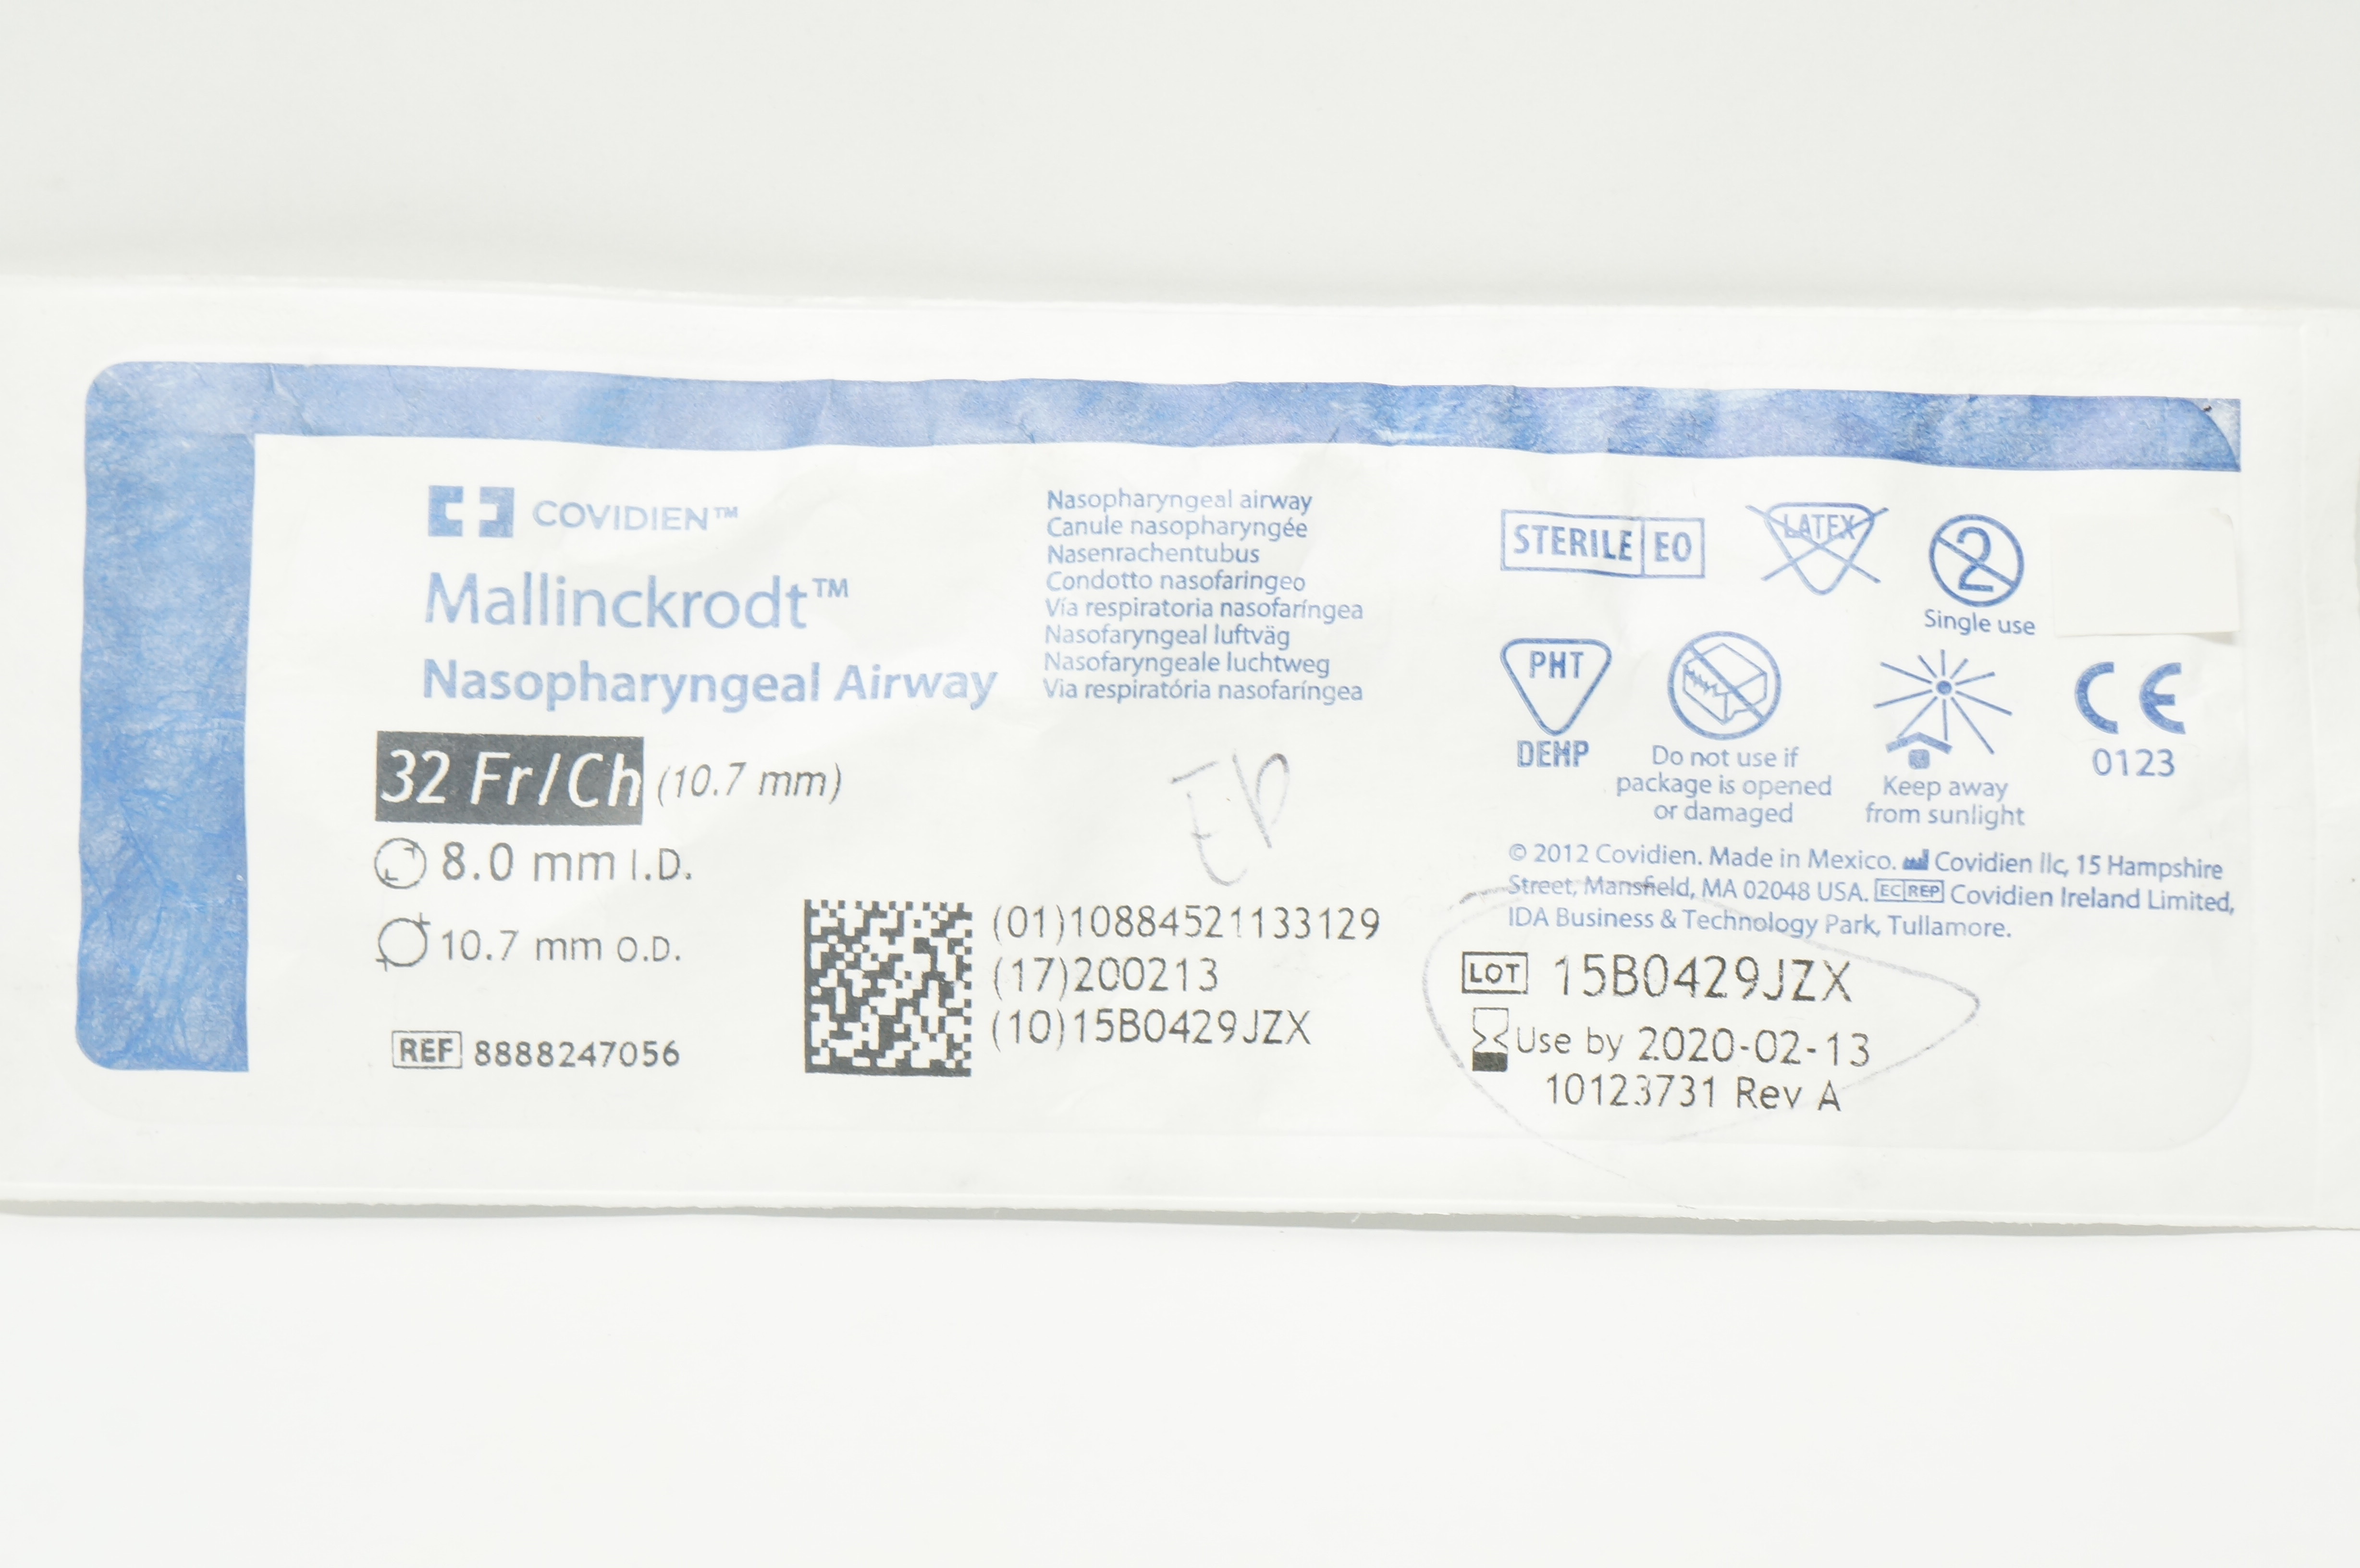 COVIDIEN™
Mallinckrodt™
Nasopharyngeal Airway
32 Fr/Ch (10.7 mm)
8.0 mm I.D.
10.7 mm O.D.
REF 8888247056
Nasopharyngeal airway
Canule nasopharyngée
Nasenrachentubus
Condotto nasofaringeo
Vía respiratoria nasofaríngea
Nasofaryngeal luftväg
Nasofaryngeale luchtweg
Via respiratória nasofaríngea
(01)10884521133129
(17)200213
(10)15B0429JZX
STERILE EO
LATEX
2
Single use
PHT
DEHP
Do not use if
package is opened
or damaged
Keep away
from sunlight
CE
0123
© 2012 Covidien. Made in Mexico. Covidien llc, 15 Hampshire
Street, Mansfield, MA 02048 USA. EC REP Covidien Ireland Limited,
IDA Business & Technology Park, Tullamore.
LOT 15B0429JZX
Use by 2020-02-13
10123731 Rev A